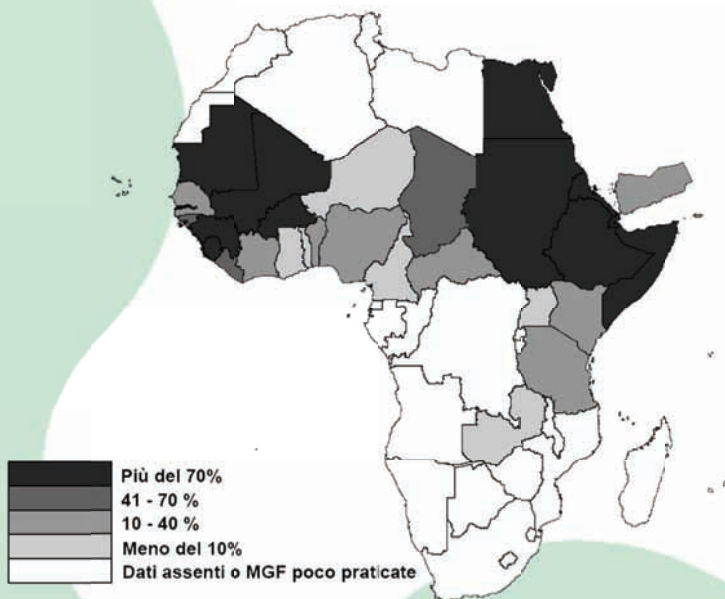 Più del 70%
41 - 70 %
10 - 40 %
Meno del 10%
Dati assenti o MGF poco praticate